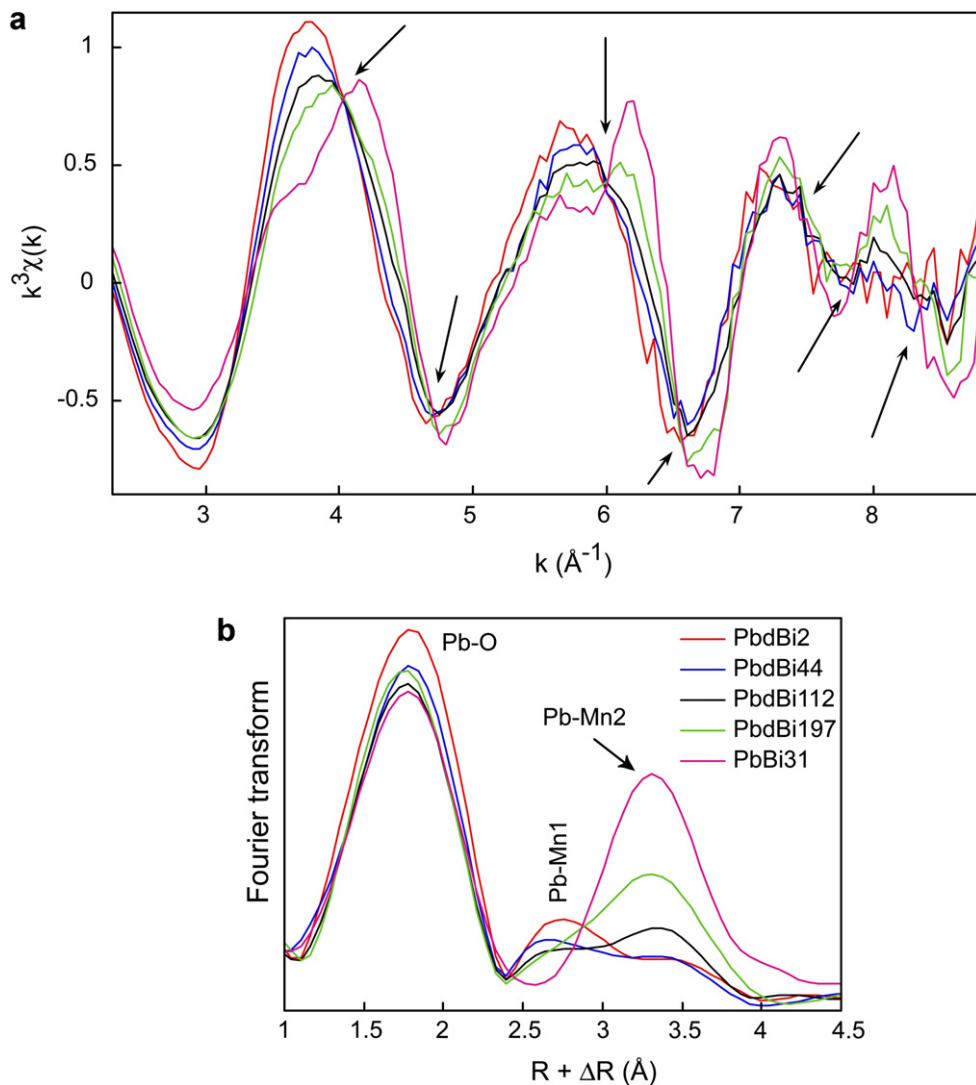 a
k³χ(k)
1
0.5
0
-0.5
3 4 5 6 7 8
k (Å⁻¹)
b
Fourier transform
Pb-O
Pb-Mn1
Pb-Mn2
PbdBi2
PbdBi44
PbdBi112
PbdBi197
PbBi31
1 1.5 2 2.5 3 3.5 4 4.5
R + ΔR (Å)